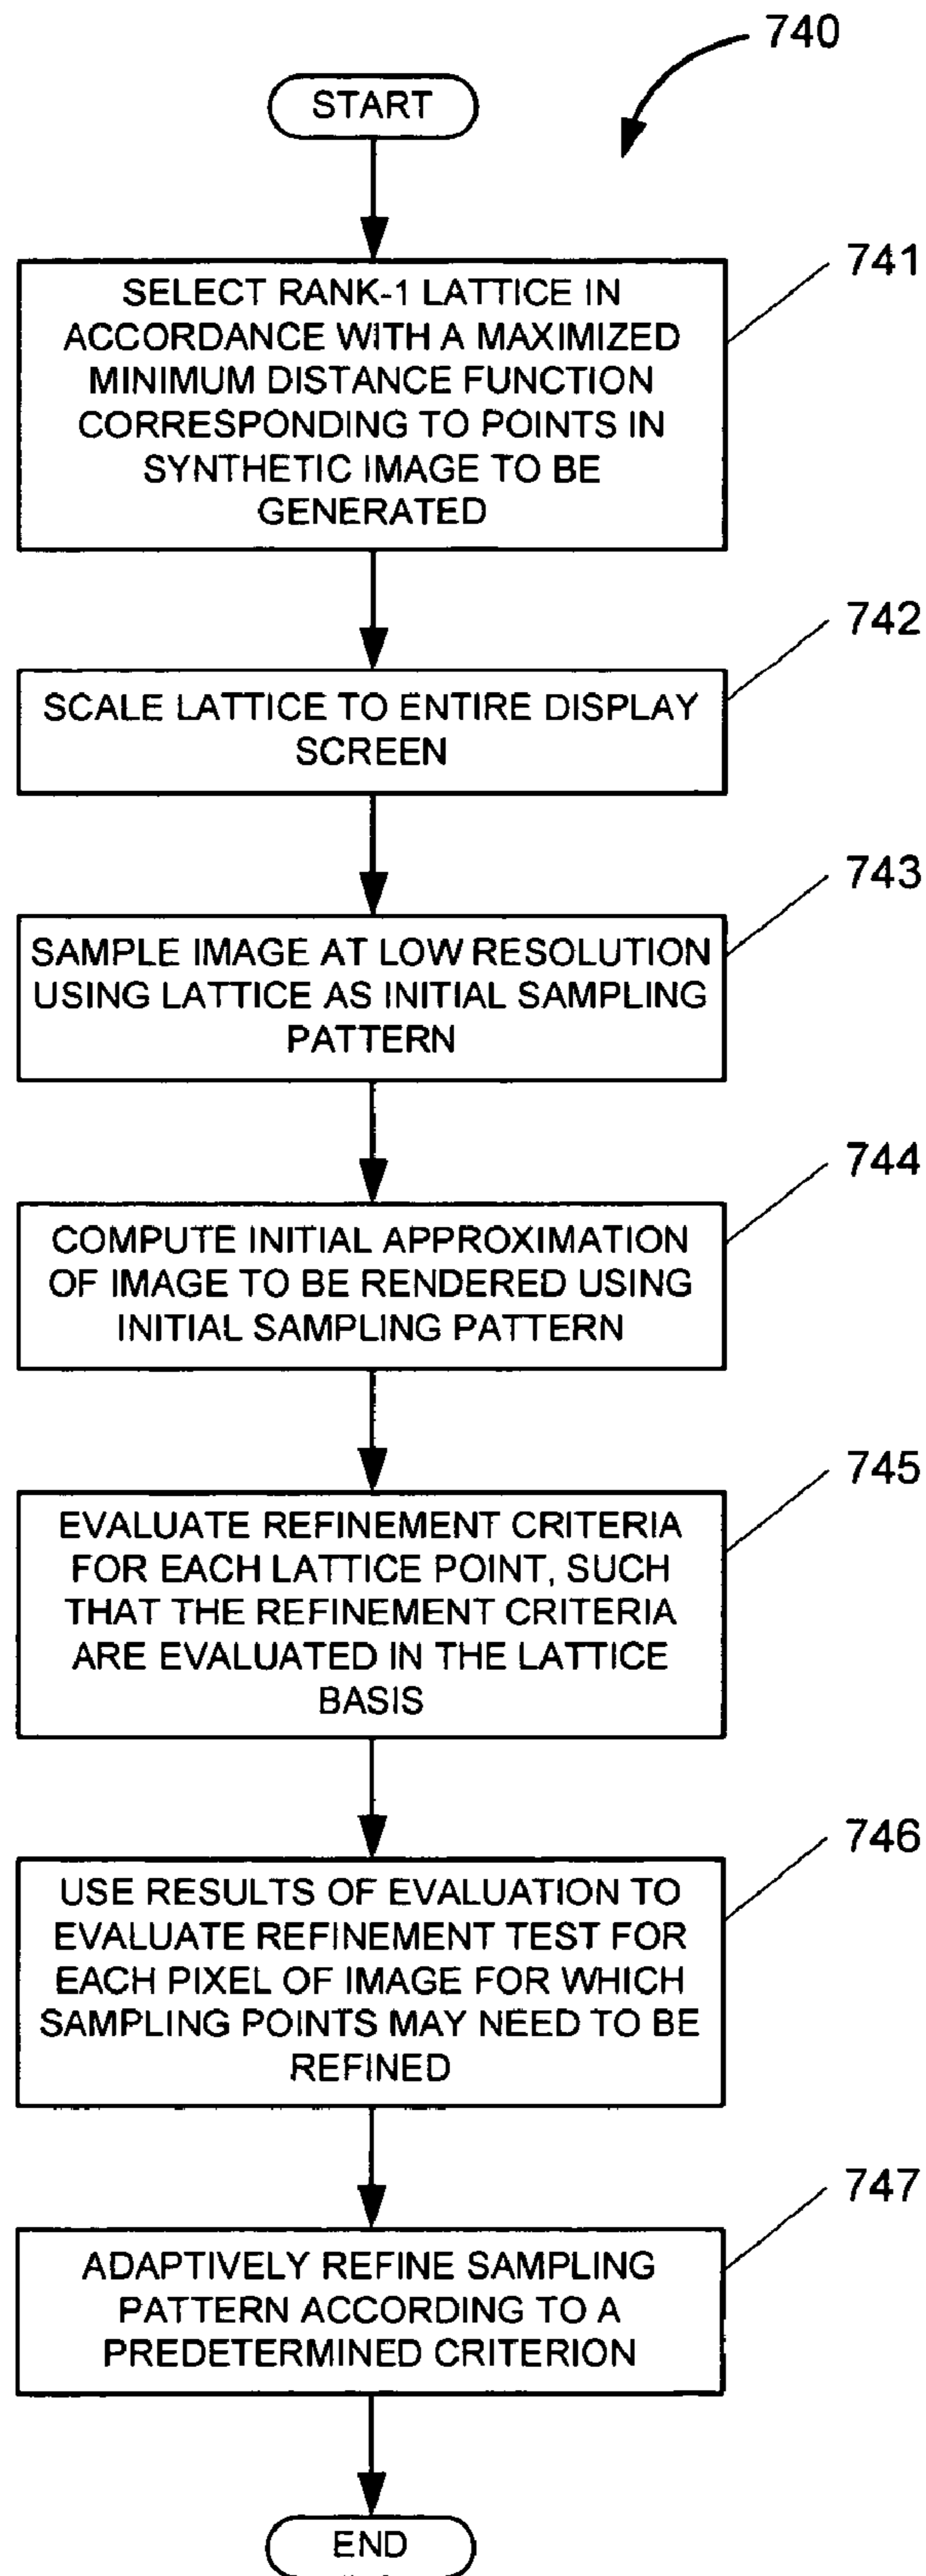 740
START
741
SELECT RANK-1 LATTICE IN
ACCORDANCE WITH A MAXIMIZED
MINIMUM DISTANCE FUNCTION
CORRESPONDING TO POINTS IN
SYNTHETIC IMAGE TO BE
GENERATED
742
SCALE LATTICE TO ENTIRE DISPLAY
SCREEN
743
SAMPLE IMAGE AT LOW RESOLUTION
USING LATTICE AS INITIAL SAMPLING
PATTERN
744
COMPUTE INITIAL APPROXIMATION
OF IMAGE TO BE RENDERED USING
INITIAL SAMPLING PATTERN
745
EVALUATE REFINEMENT CRITERIA
FOR EACH LATTICE POINT, SUCH
THAT THE REFINEMENT CRITERIA
ARE EVALUATED IN THE LATTICE
BASIS
746
USE RESULTS OF EVALUATION TO
EVALUATE REFINEMENT TEST FOR
EACH PIXEL OF IMAGE FOR WHICH
SAMPLING POINTS MAY NEED TO BE
REFINED
747
ADAPTIVELY REFINE SAMPLING
PATTERN ACCORDING TO A
PREDETERMINED CRITERION
END